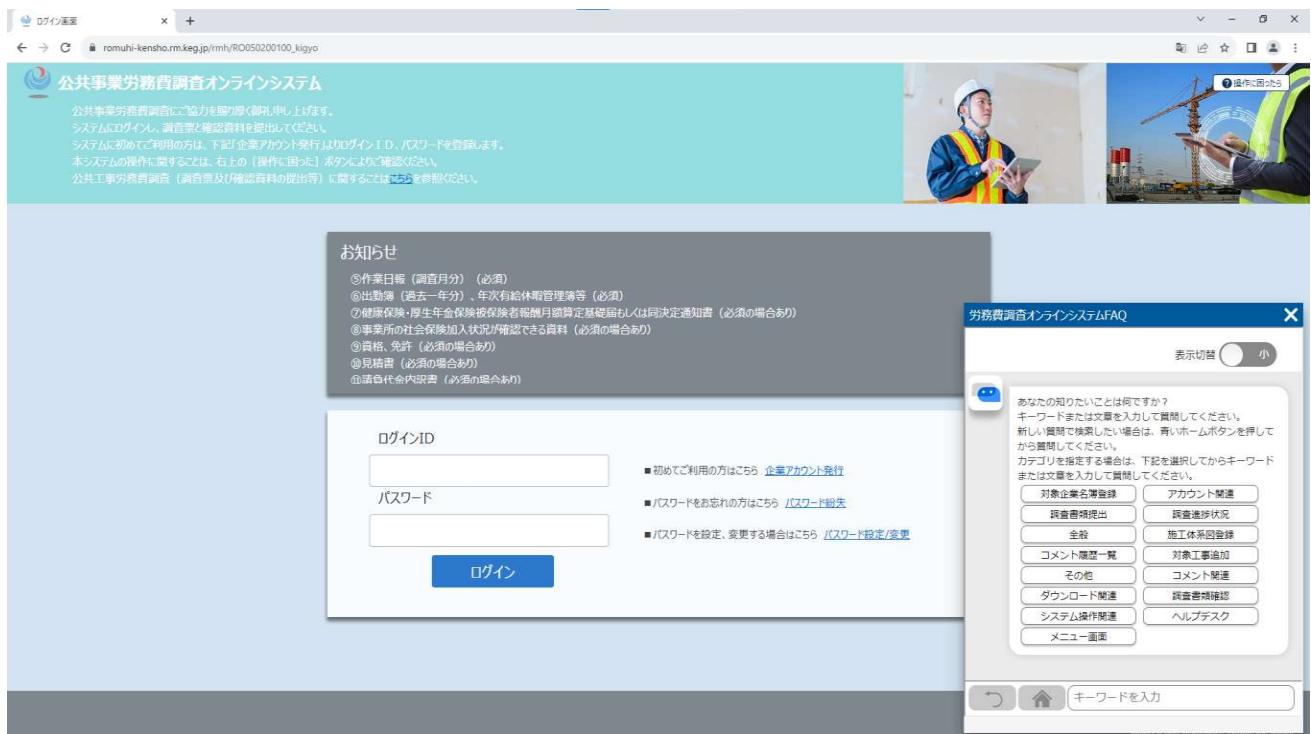 ログイン画面
romuhi-kensho.rm.keg.jp/rmh/RO050200100_kigyo
公共事業労務費調査オンラインシステム
公共事業労務費調査にご協力を賜り厚く御礼申し上げます。
システムにログインし、調査票と確認資料を提出してください。
システムに初めてご利用の方は、下記「企業アカウント発行」よりログインＩＤ、パスワードを登録します。
本システムの操作に関することは、右上の［操作に困った］ボタンによりご確認ください。
公共工事労務費調査（調査票及び確認資料の提出等）に関することはこちらを参照ください。
操作に困ったら
お知らせ
⑤作業日報（調査月分）（必須）
⑥出勤簿（過去一年分）、年次有給休暇管理簿等（必須）
⑦健康保険・厚生年金保険被保険者報酬月額算定基礎届もしくは同決定通知書（必須の場合あり）
⑧事業所の社会保険加入状況が確認できる資料（必須の場合あり）
⑨資格、免許（必須の場合あり）
⑩見積書（必須の場合あり）
⑪請負代金内訳書（必須の場合あり）
ログインID
パスワード
ログイン
■初めてご利用の方はこちら 企業アカウント発行
■パスワードをお忘れの方はこちら パスワード紛失
■パスワードを設定、変更する場合はこちら パスワード設定/変更
労務費調査オンラインシステムFAQ
表示切替 小
あなたの知りたいことは何ですか？
キーワードまたは文章を入力して質問してください。
新しい質問で検索したい場合は、青いホームボタンを押して
から質問してください。
カテゴリを指定する場合は、下記を選択してからキーワード
または文章を入力して質問してください。
対象企業名簿登録 アカウント関連
調査書類提出 調査進捗状況
全般 施工体系図登録
コメント履歴一覧 対象工事追加
その他 コメント関連
ダウンロード関連 調査書類確認
システム操作関連 ヘルプデスク
メニュー画面
キーワードを入力